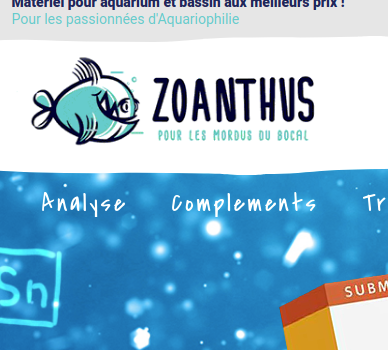 Matériel pour aquarium et bassin aux meilleurs prix !
Pour les passionnées d'Aquariophilie
ZOANTHUS
POUR LES MORDUS DU BOCAL
Analyse Complements Tr
Sn
SUBM